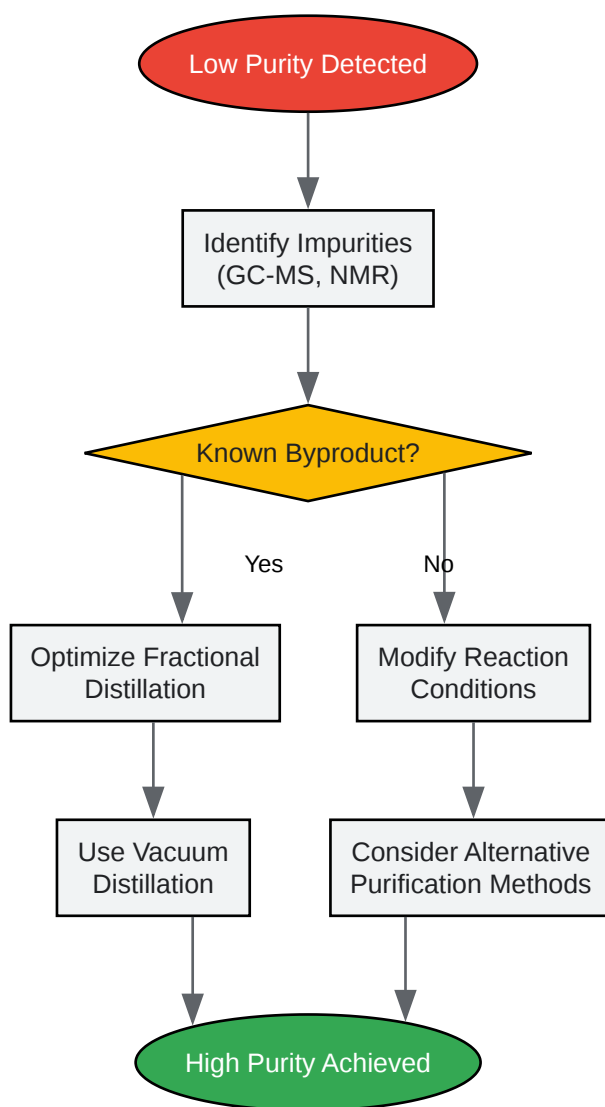 Low Purity Detected
Identify Impurities
(GC-MS, NMR)
Known Byproduct?
Yes
No
Optimize Fractional
Distillation
Modify Reaction
Conditions
Use Vacuum
Distillation
Consider Alternative
Purification Methods
High Purity Achieved